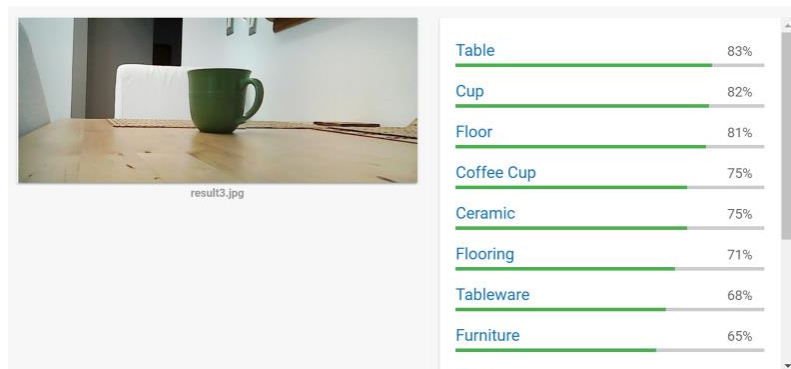 result3.jpg
Table 83%
Cup 82%
Floor 81%
Coffee Cup 75%
Ceramic 75%
Flooring 71%
Tableware 68%
Furniture 65%